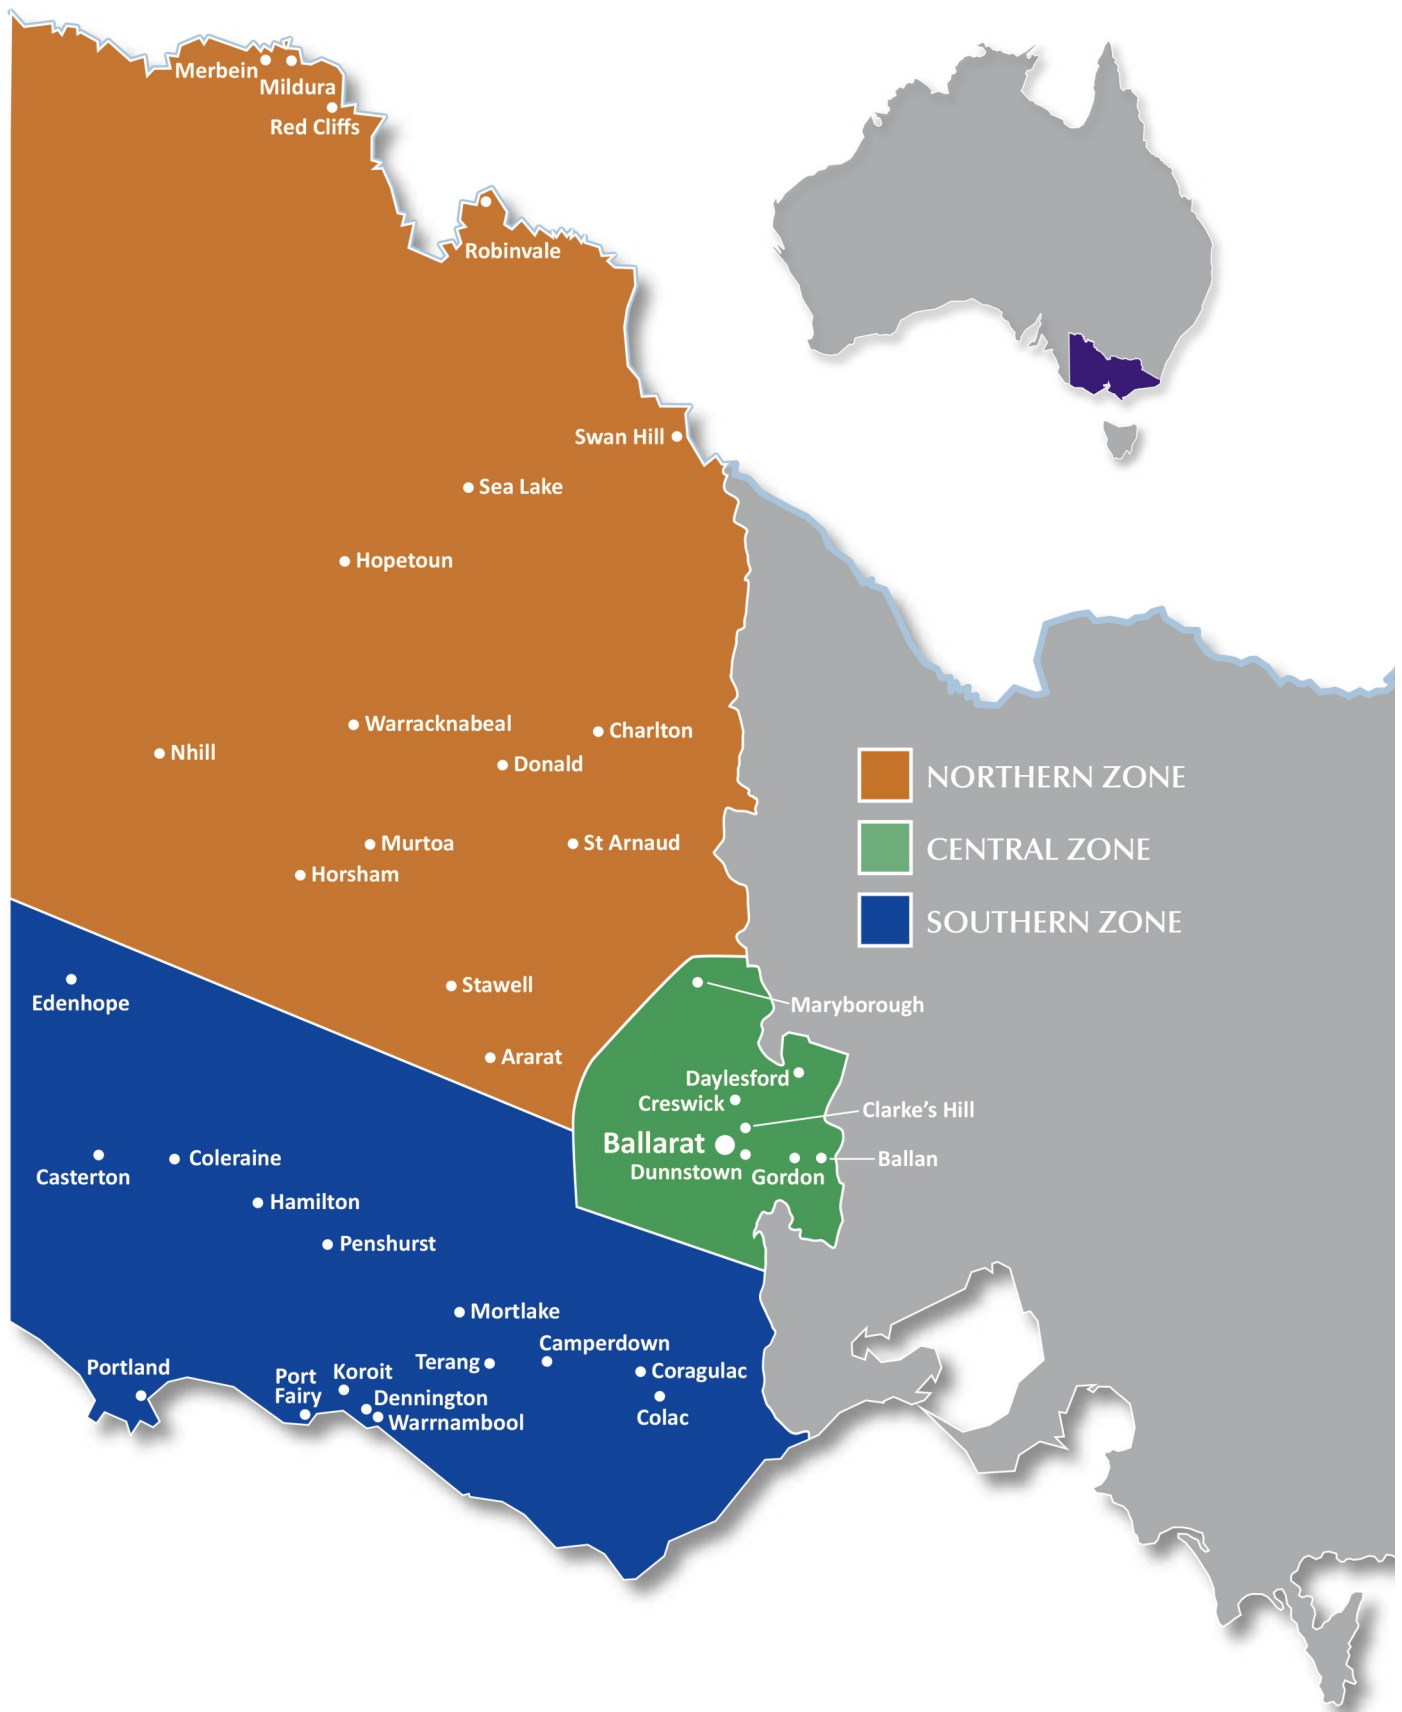 Merbein
Mildura
Red Cliffs
Robinvale
Swan Hill
Sea Lake
Hopetoun
Warracknabeal
Charlton
Nhill
Donald
NORTHERN ZONE
Murtoa
St Arnaud
CENTRAL ZONE
Horsham
SOUTHERN ZONE
Stawell
Edenhope
Maryborough
Ararat
Daylesford
Creswick
Clarke's Hill
Ballarat
Coleraine
Ballan
Dunnstown
Gordon
Casterton
Hamilton
Penshurst
Mortlake
Camperdown
Terang
Portland
Koroit
Coragulac
Port
Fairy
Dennington
Colac
Warrnambool